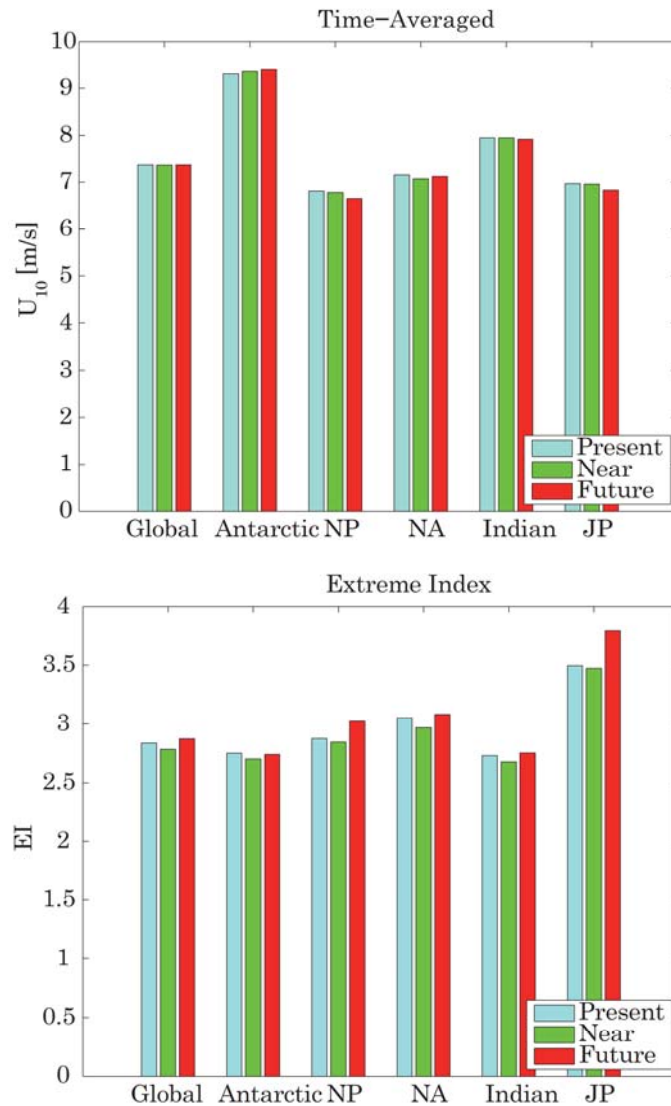 Time-Averaged
10
9
8
7
6
5
4
3
2
1
0
U10 [m/s]
Present
Near
Future
Global Antarctic NP NA Indian JP
Extreme Index
4
3.5
3
2.5
2
1.5
1
0.5
0
EI
Present
Near
Future
Global Antarctic NP NA Indian JP